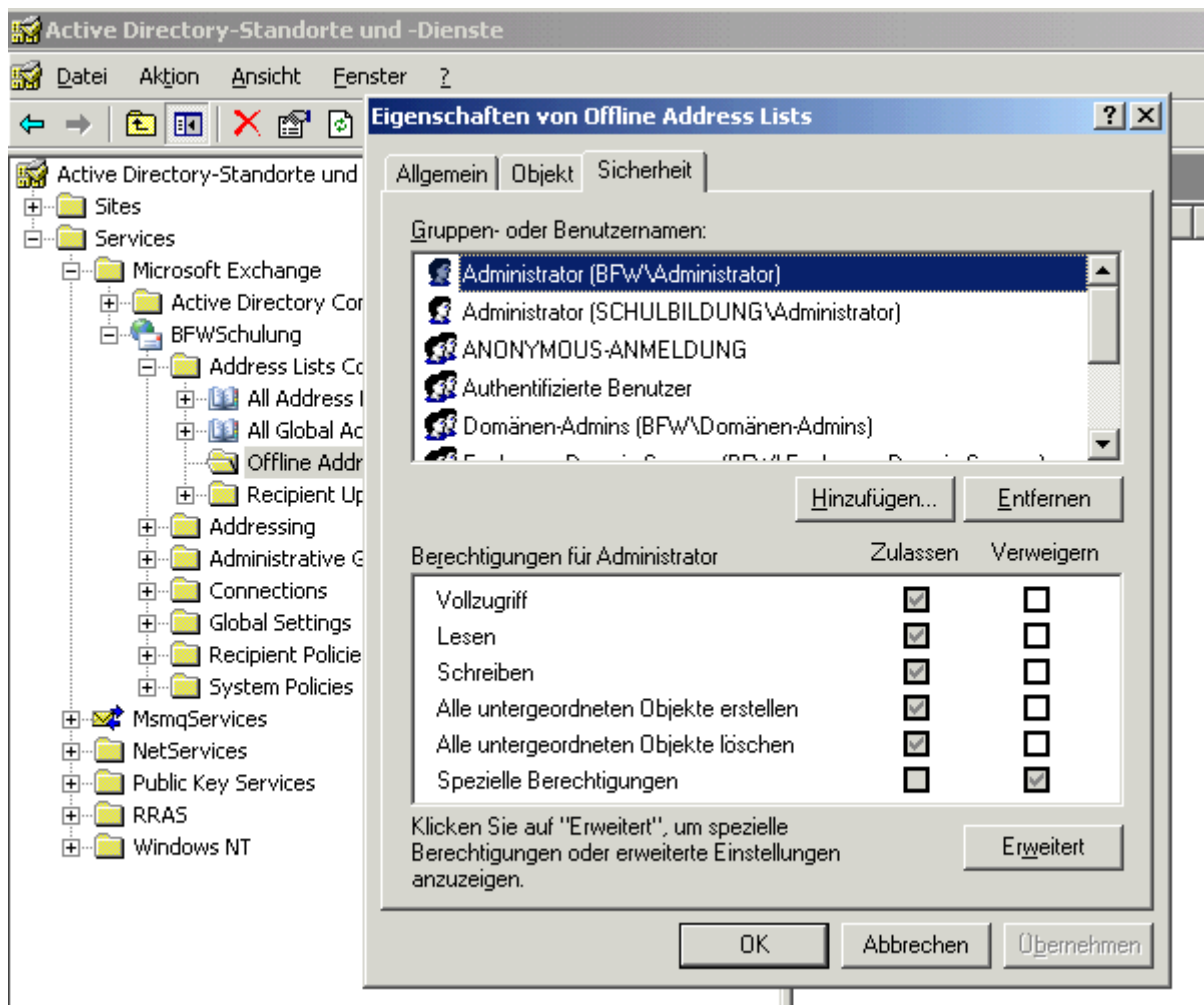 Active Directory-Standorte und -Dienste
Datei Aktion Ansicht Fenster ?
Active Directory-Standorte und
Sites
Services
Microsoft Exchange
Active Directory Cor
BFWSchulung
Address Lists Co
All Address
All Global Ad
Offline Addr
Recipient Up
Addressing
Administrative G
Connections
Global Settings
Recipient Policie
System Policies
MsmqServices
NetServices
Public Key Services
RRAS
Windows NT
Eigenschaften von Offline Address Lists
Allgemein Objekt Sicherheit
Gruppen- oder Benutzernamen:
Administrator (BFW\Administrator)
Administrator (SCHULBILDUNG\Administrator)
ANONYMOUS-ANMELDUNG
Authentifizierte Benutzer
Domänen-Admins (BFW\Domänen-Admins)
Hinzufügen... Entfernen
Berechtigungen für Administrator Zulassen Verweigern
Vollzugriff
Lesen
Schreiben
Alle untergeordneten Objekte erstellen
Alle untergeordneten Objekte löschen
Spezielle Berechtigungen
Klicken Sie auf "Erweitert", um spezielle
Berechtigungen oder erweiterte Einstellungen
anzuzeigen.
Erweitert
OK Abbrechen Übernehmen